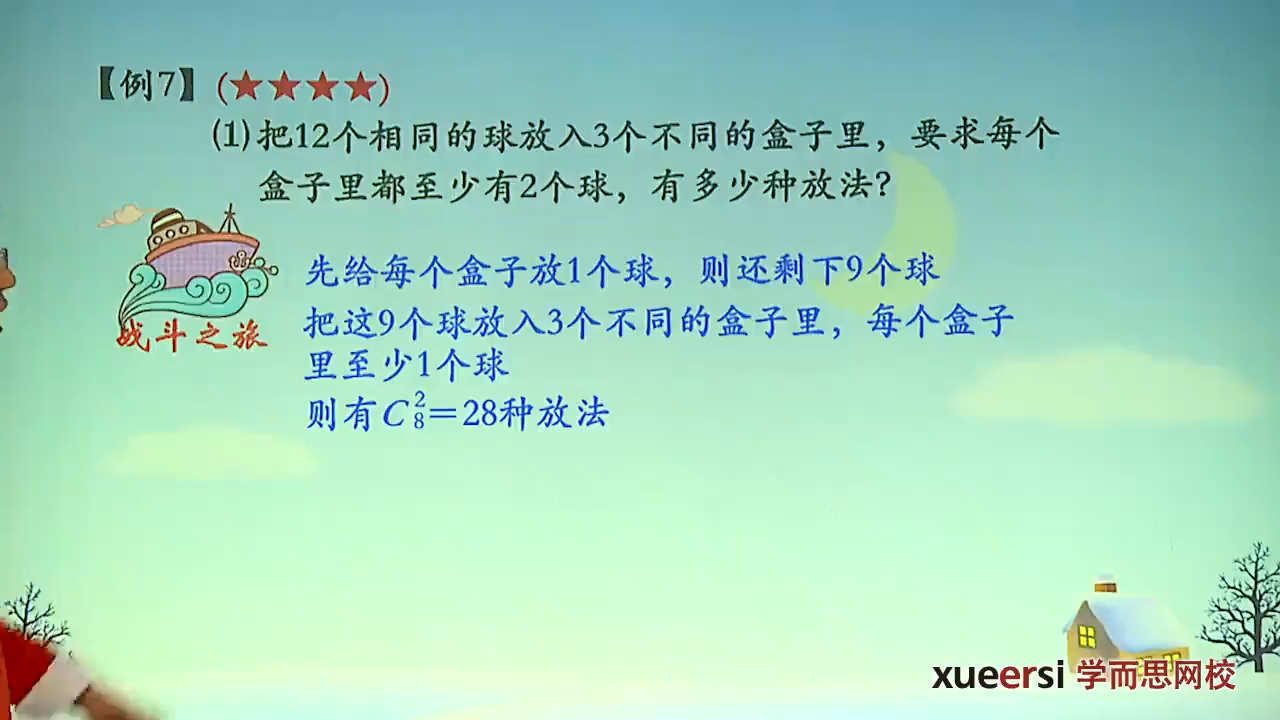 【例7】(★★★★)
(1)把12个相同的球放入3个不同的盒子里，要求每个
盒子里都至少有2个球，有多少种放法？
先给每个盒子放1个球，则还剩下9个球
把这9个球放入3个不同的盒子里，每个盒子
里至少1个球
则有C²₈=28种放法
战斗之旅
xueersi 学而思网校